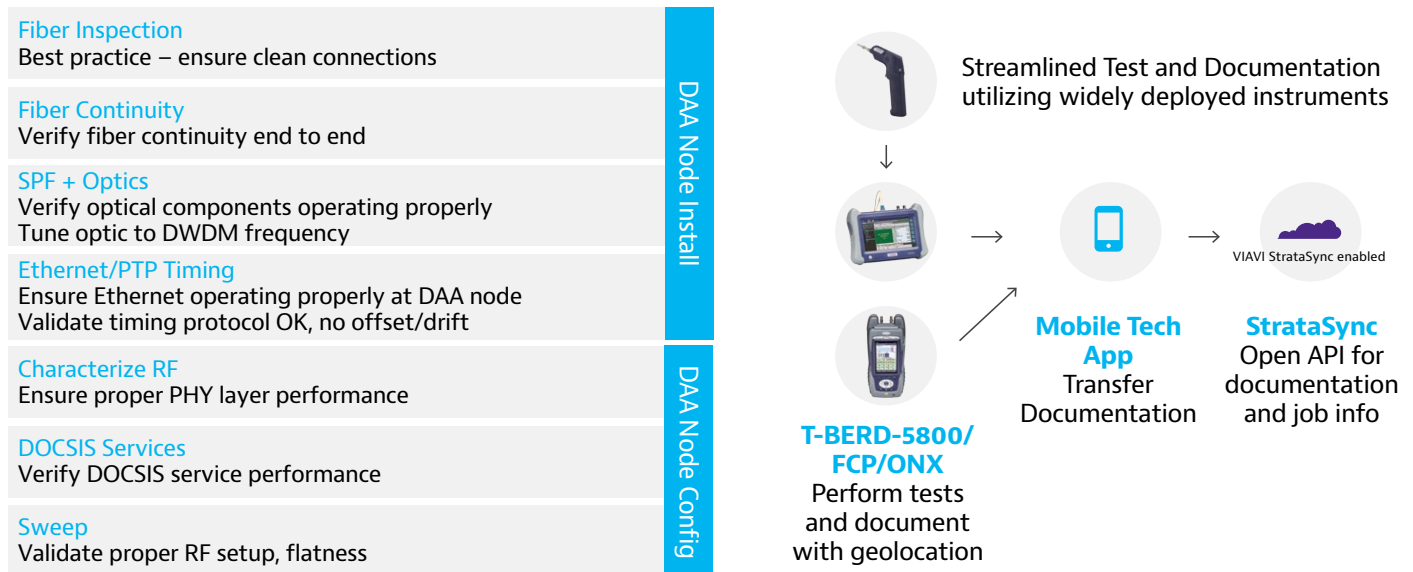 Fiber Inspection
Best practice – ensure clean connections
Fiber Continuity
Verify fiber continuity end to end
SPF + Optics
Verify optical components operating properly
Tune optic to DWDM frequency
Ethernet/PTP Timing
Ensure Ethernet operating properly at DAA node
Validate timing protocol OK, no offset/drift
DAA Node Install
Characterize RF
Ensure proper PHY layer performance
DOCSIS Services
Verify DOCSIS service performance
Sweep
Validate proper RF setup, flatness
DAA Node Config
Streamlined Test and Documentation
utilizing widely deployed instruments
VIAVI StrataSync enabled
T-BERD-5800/
FCP/ONX
Perform tests
and document
with geolocation
Mobile Tech
App
Transfer
Documentation
StrataSync
Open API for
documentation
and job info